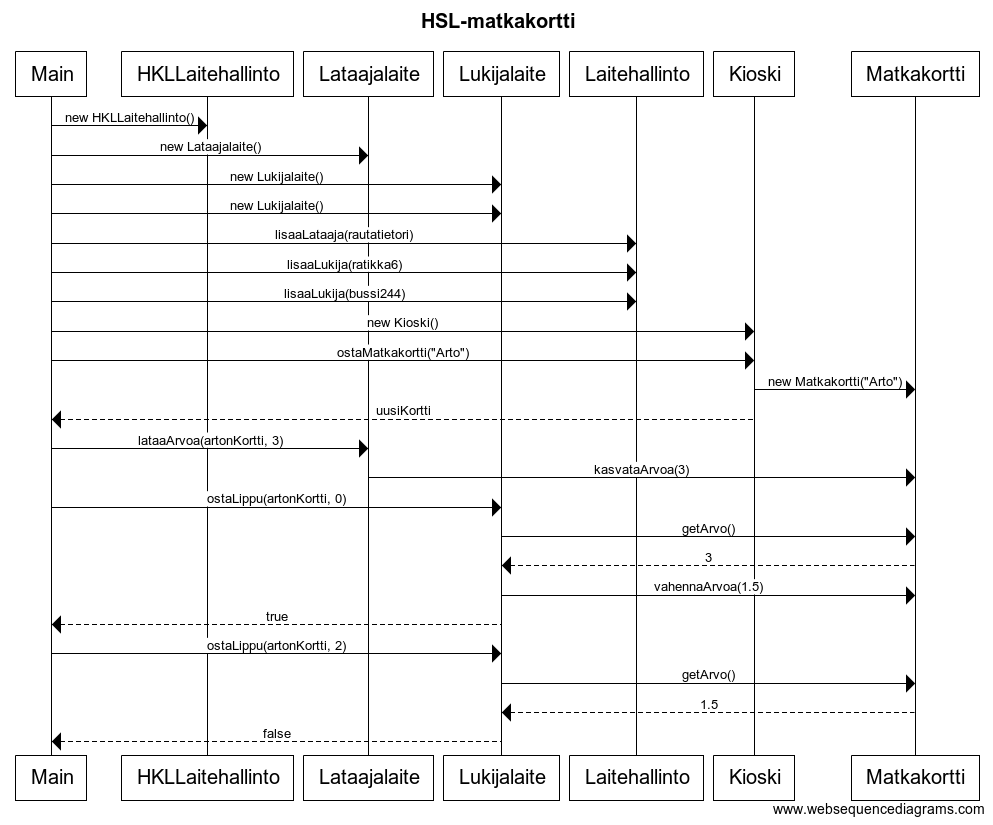 HSL-matkakortti
Main HKLLaitehallinto Lataajalaite Lukijalaite Laitehallinto Kioski Matkakortti
new HKLLaitehallinto()
new Lataajalaite()
new Lukijalaite()
new Lukijalaite()
lisaaLataaja(rautatietori)
lisaaLukija(ratikka6)
lisaaLukija(bussi244)
new Kioski()
ostaMatkakortti("Arto")
new Matkakortti("Arto")
uusiKortti
lataaArvoa(artonKortti, 3)
kasvataArvoa(3)
ostaLippu(artonKortti, 0)
getArvo()
3
vahennaArvoa(1.5)
true
ostaLippu(artonKortti, 2)
getArvo()
1.5
false
Main HKLLaitehallinto Lataajalaite Lukijalaite Laitehallinto Kioski Matkakortti
www.websequencediagrams.com